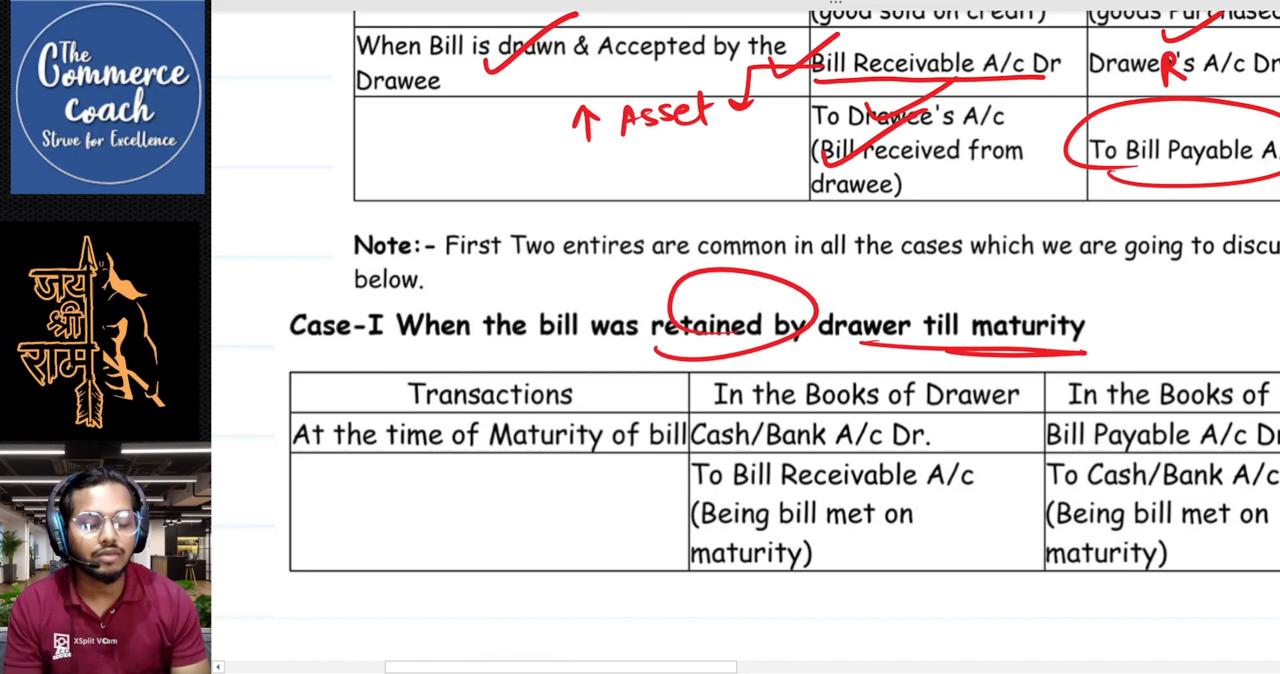 The
Commerce
Coach
Strive for Excellence
जय
श्री
राम
XSplit VCam
(good sold on credit)
(goods Purchased
When Bill is drawn & Accepted by the
Drawee
Bill Receivable A/c Dr
DraweR's A/c Dr
↑ Asset
To Drawee's A/c
(Bill received from
drawee)
To Bill Payable A
Note:- First Two entires are common in all the cases which we are going to discu
below.
Case-I When the bill was retained by drawer till maturity
Transactions
In the Books of Drawer
In the Books of
At the time of Maturity of bill
Cash/Bank A/c Dr.
Bill Payable A/c D
To Bill Receivable A/c
(Being bill met on
maturity)
To Cash/Bank A/c
(Being bill met on
maturity)